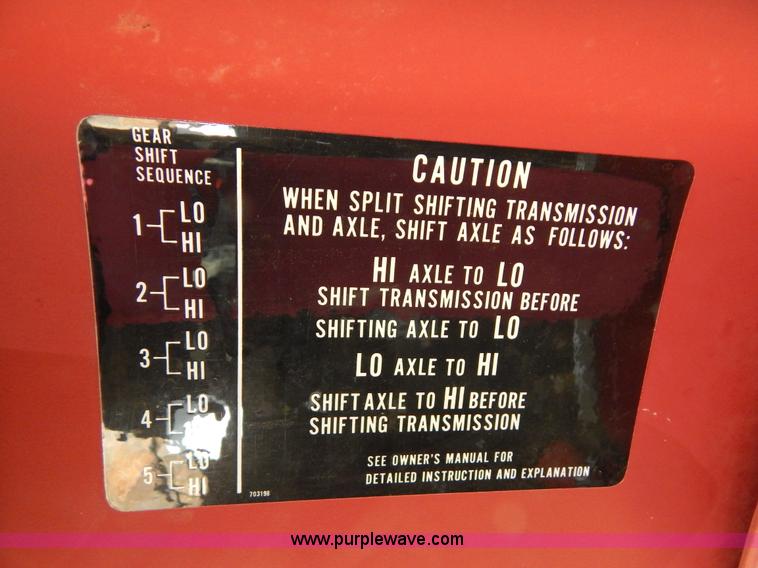 GEAR
SHIFT
SEQUENCE
1 LO
HI
2 LO
HI
3 LO
HI
4 LO
5 LO
HI
CAUTION
WHEN SPLIT SHIFTING TRANSMISSION
AND AXLE, SHIFT AXLE AS FOLLOWS:
HI AXLE TO LO
SHIFT TRANSMISSION BEFORE
SHIFTING AXLE TO LO
LO AXLE TO HI
SHIFT AXLE TO HI BEFORE
SHIFTING TRANSMISSION
SEE OWNER'S MANUAL FOR
DETAILED INSTRUCTION AND EXPLANATION
703198
www.purplewave.com